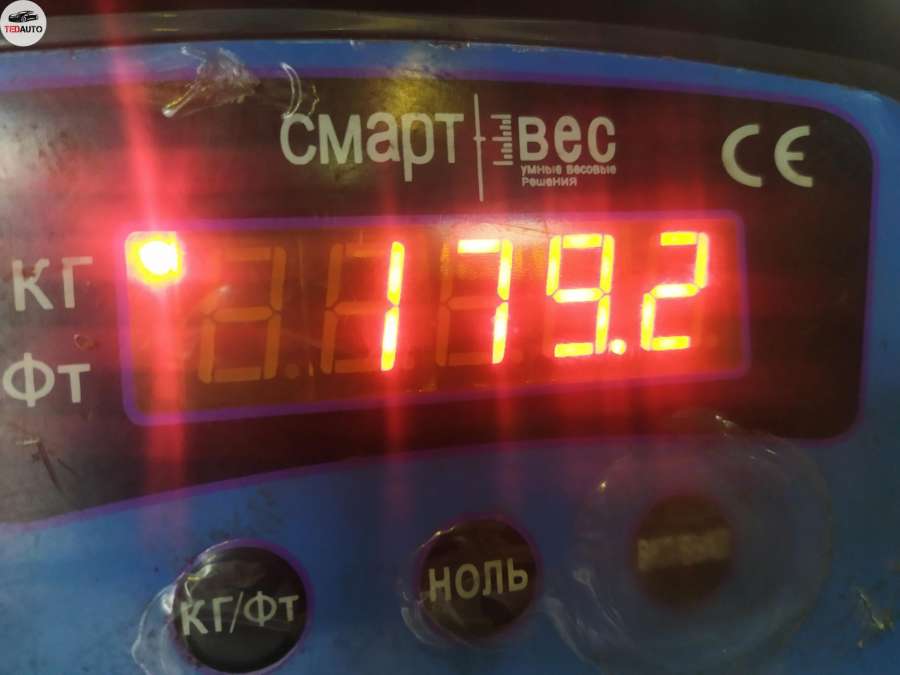 TEDAUTO
смарт вес
умные весовые
решения
CE
КГ
179.2
ФТ
КГ/ФТ
НОЛЬ